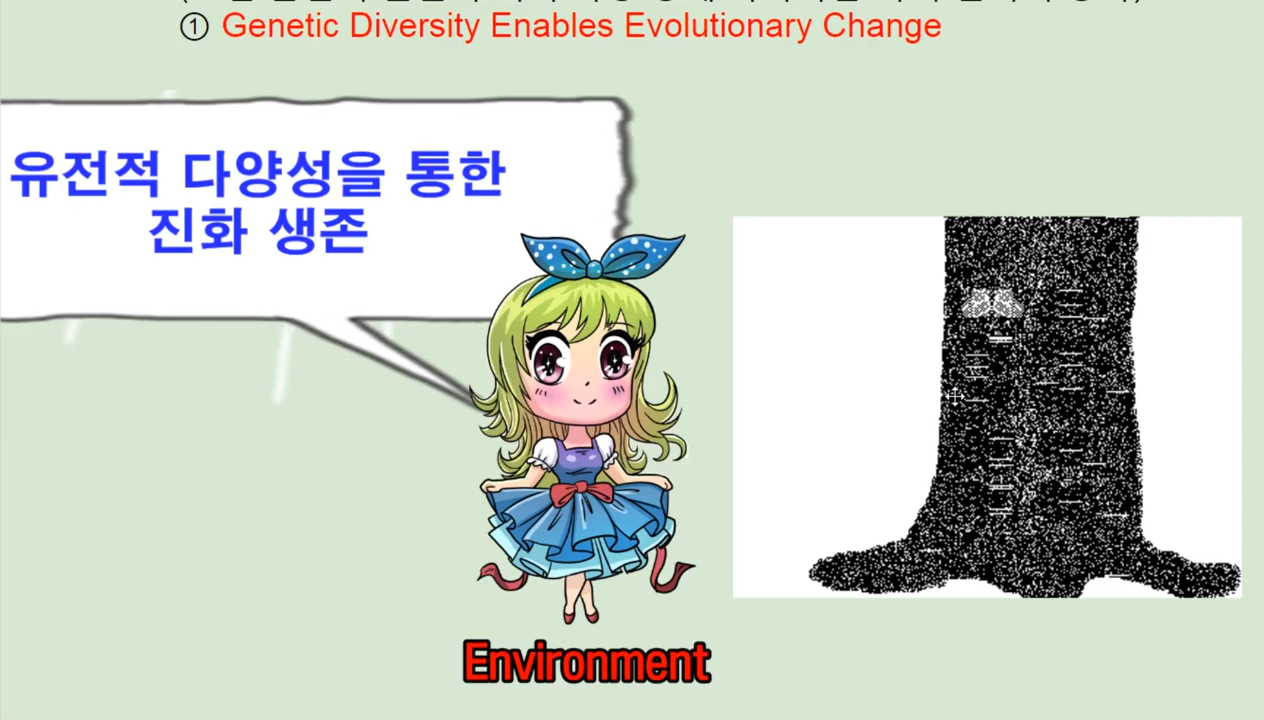 ① Genetic Diversity Enables Evolutionary Change
유전적 다양성을 통한
진화 생존
Environment